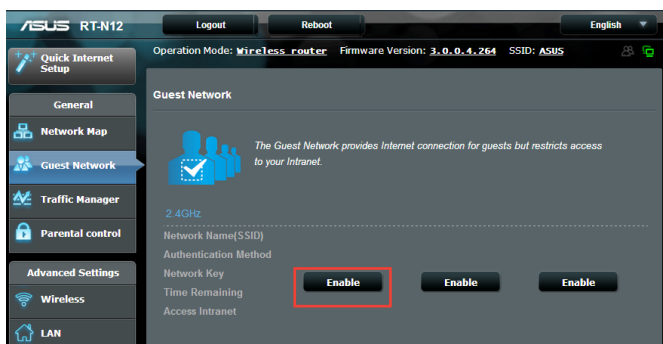 ASUS RT-N12 Logout Reboot English
Operation Mode: Wireless router Firmware Version: 3.0.0.4.264 SSID: ASUS
Quick Internet
Setup
General
Network Map
Guest Network
Traffic Manager
Parental control
Advanced Settings
Wireless
LAN
Guest Network
The Guest Network provides Internet connection for guests but restricts access
to your Intranet.
2.4GHz
Network Name(SSID)
Authentication Method
Network Key
Time Remaining
Access Intranet
Enable Enable Enable